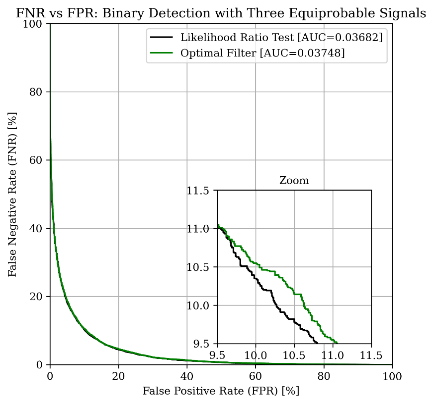 FNR vs FPR: Binary Detection with Three Equiprobable Signals
100
80
60
40
20
0
False Negative Rate (FNR) [%]
Likelihood Ratio Test [AUC=0.03682]
Optimal Filter [AUC=0.03748]
Zoom
11.5
11.0
10.5
10.0
9.5
9.5 10.0 10.5 11.0 11.5
0 20 40 60 80 100
False Positive Rate (FPR) [%]